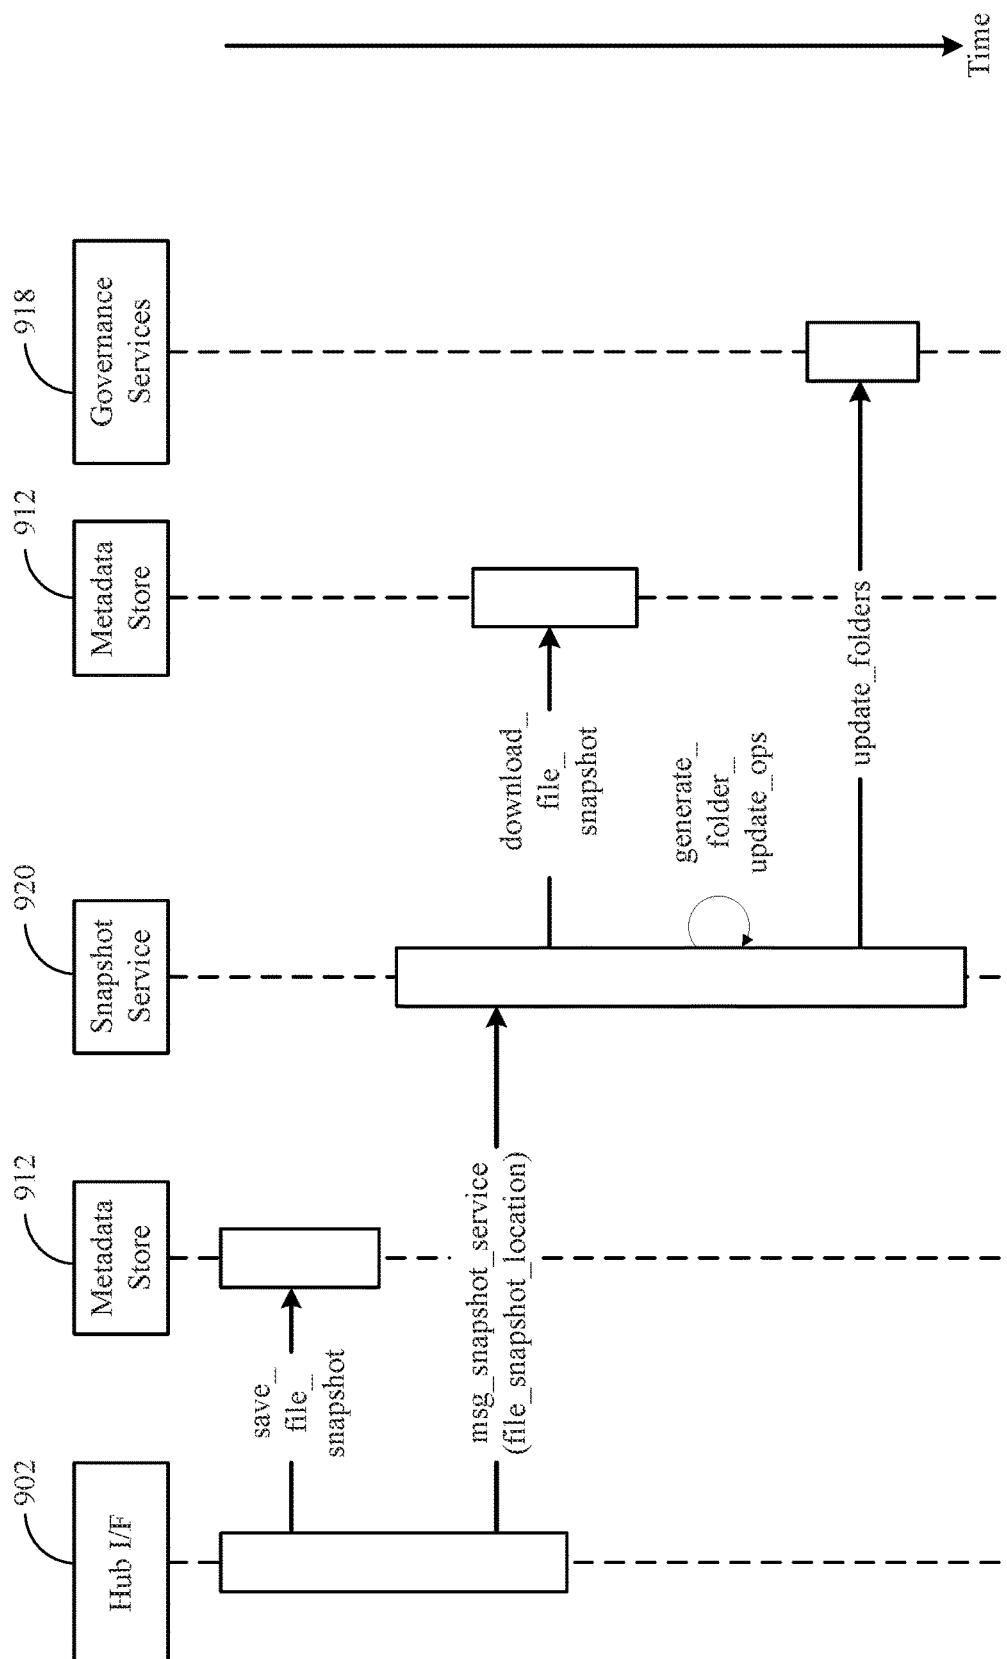 902
912
920
912
918
Hub I/F
Metadata
Store
Snapshot
Service
Metadata
Store
Governance
Services
save_
file_
snapshot
msg_snapshot_service
(file_snapshot_location)
download_
file_
snapshot
generate_
folder_
update_ops
update_folders
Time